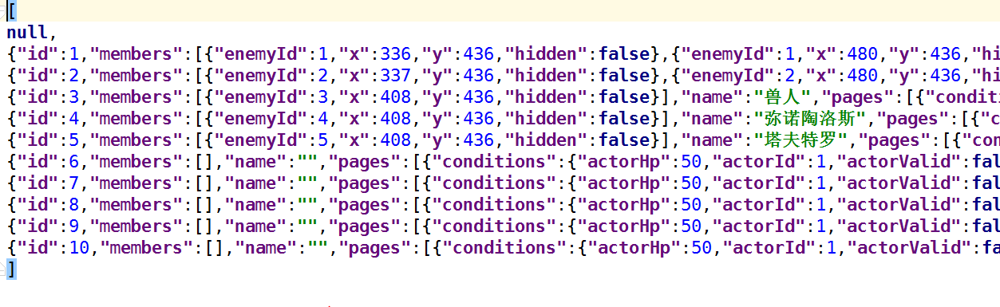 [
null,
{"id":1,"members":[{"enemyId":1,"x":336,"y":436,"hidden":false},{"enemyId":1,"x":480,"y":436,"hi
{"id":2,"members":[{"enemyId":2,"x":337,"y":436,"hidden":false},{"enemyId":2,"x":480,"y":436,"hi
{"id":3,"members":[{"enemyId":3,"x":408,"y":436,"hidden":false}],"name":"兽人","pages":[{"conditi
{"id":4,"members":[{"enemyId":4,"x":408,"y":436,"hidden":false}],"name":"弥诺陶洛斯","pages":[{"c
{"id":5,"members":[{"enemyId":5,"x":408,"y":436,"hidden":false}],"name":"塔夫特罗","pages":[{"con
{"id":6,"members":[],"name":"","pages":[{"conditions":{"actorHp":50,"actorId":1,"actorValid":fal
{"id":7,"members":[],"name":"","pages":[{"conditions":{"actorHp":50,"actorId":1,"actorValid":fal
{"id":8,"members":[],"name":"","pages":[{"conditions":{"actorHp":50,"actorId":1,"actorValid":fal
{"id":9,"members":[],"name":"","pages":[{"conditions":{"actorHp":50,"actorId":1,"actorValid":fal
{"id":10,"members":[],"name":"","pages":[{"conditions":{"actorHp":50,"actorId":1,"actorValid":fa
]